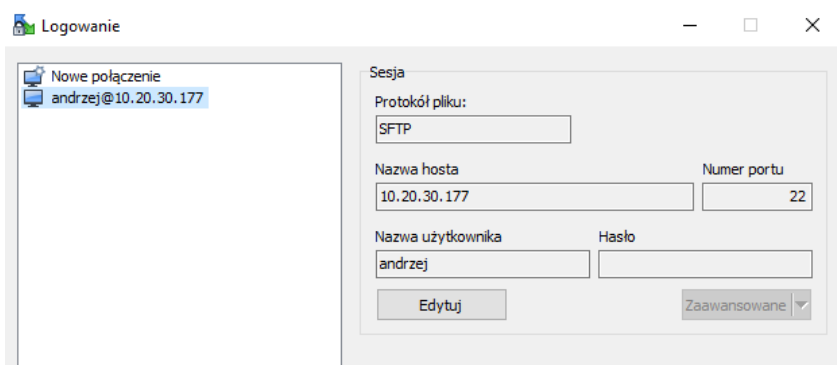 Logowanie
Nowe połączenie
andrzej@10.20.30.177
Sesja
Protokół pliku:
SFTP
Nazwa hosta
Numer portu
10.20.30.177
22
Nazwa użytkownika
Hasło
andrzej
Edytuj
Zaawansowane